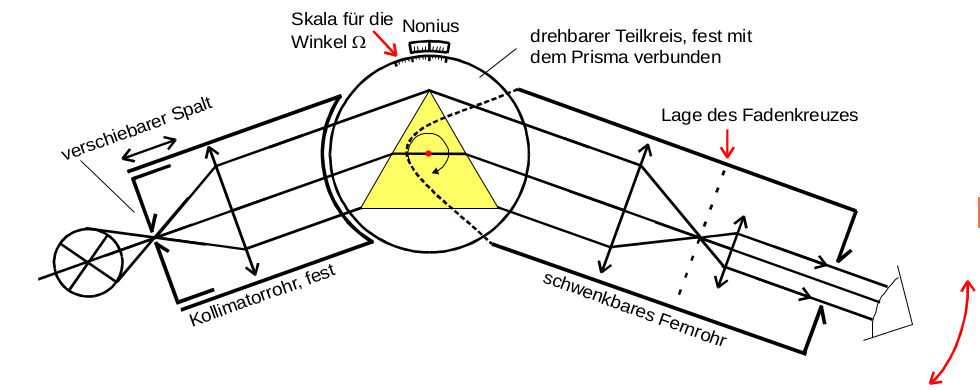 Skala für die
Winkel Ω
Nonius
drehbarer Teilkreis, fest mit
dem Prisma verbunden
verschiebarer Spalt
Lage des Fadenkreuzes
Kollimatorrohr, fest
schwenkbares Fernrohr